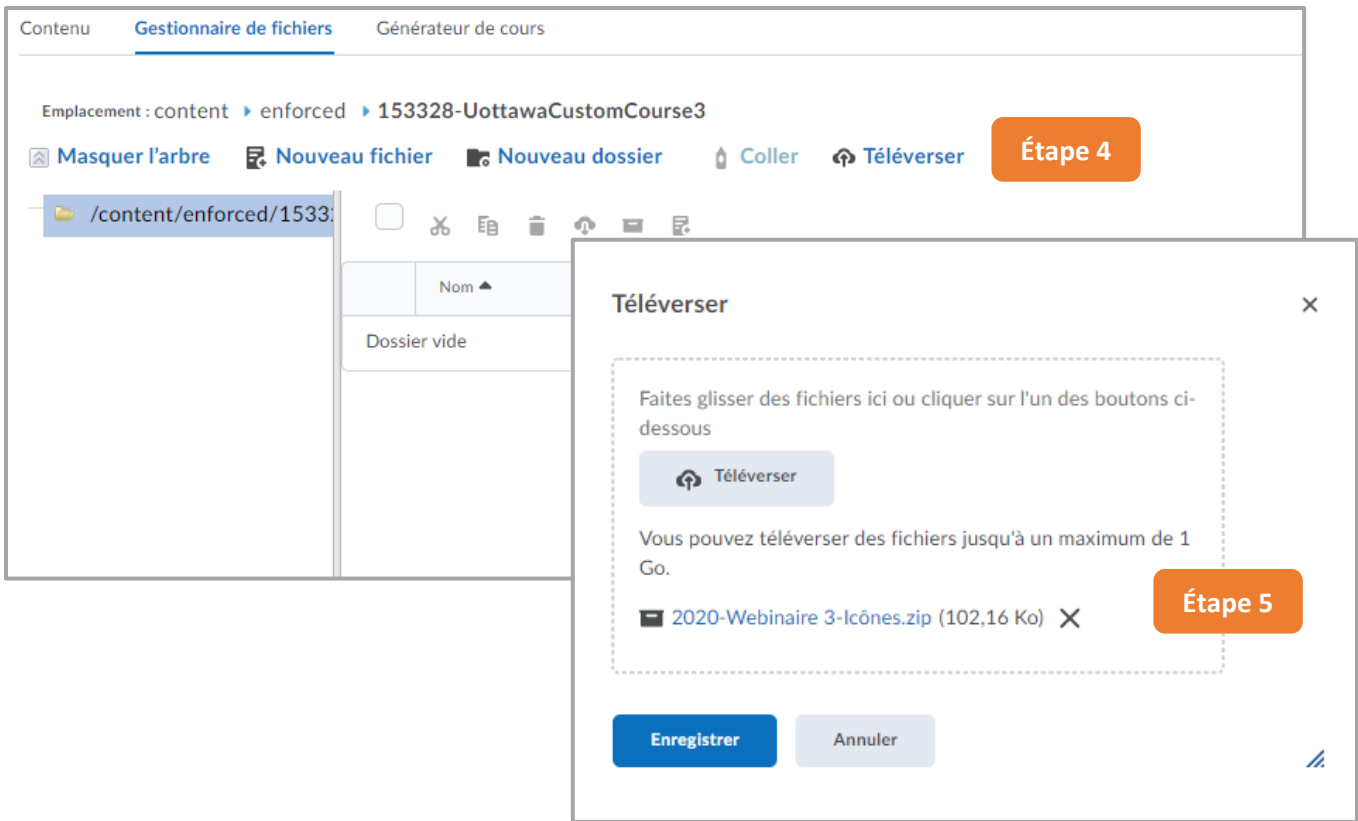 Contenu Gestionnaire de fichiers Générateur de cours
Emplacement : content enforced 153328-UottawaCustomCourse3
Masquer l'arbre Nouveau fichier Nouveau dossier Coller Téléverser Étape 4
/content/enforced/1533
Nom
Dossier vide
Téléverser
Faites glisser des fichiers ici ou cliquer sur l'un des boutons ci-
dessous
Téléverser
Vous pouvez téléverser des fichiers jusqu'à un maximum de 1
Go.
Étape 5
2020-Webinaire 3-Icônes.zip (102,16 Ko)
Enregistrer Annuler